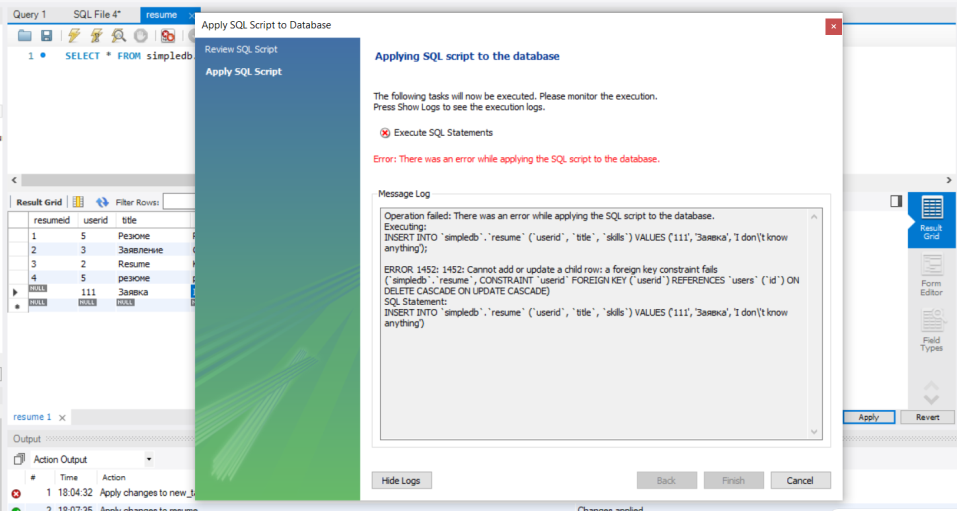 Query 1 SQL File 4* resume ×
Apply SQL Script to Database
1 SELECT * FROM simpledb.
Review SQL Script
Apply SQL Script
Applying SQL script to the database
The following tasks will now be executed. Please monitor the execution.
Press Show Logs to see the execution logs.
Execute SQL Statements
Error: There was an error while applying the SQL script to the database.
Message Log
Operation failed: There was an error while applying the SQL script to the database.
Executing:
INSERT INTO `simpledb`.`resume` (`userid`, `title`, `skills`) VALUES ('111', 'Заявка', 'I don\'t know
anything');
ERROR 1452: 1452: Cannot add or update a child row: a foreign key constraint fails
(`simpledb`.`resume`, CONSTRAINT `userid` FOREIGN KEY (`userid`) REFERENCES `users` (`id`) ON
DELETE CASCADE ON UPDATE CASCADE)
SQL Statement:
INSERT INTO `simpledb`.`resume` (`userid`, `title`, `skills`) VALUES ('111', 'Заявка', 'I don\'t know
anything')
Hide Logs Back Finish Cancel
Result Grid Filter Rows:
resumeid userid title
1 5 Резюме
2 3 Заявление
3 2 Resume
4 5 резюме
NULL 111 Заявка
NULL NULL NULL
Result
Grid
Form
Editor
Field
Types
resume 1 ×
Apply Revert
Output
Action Output
# Time Action
1 18:04:32 Apply changes to new_t
2 18:07:35 Apply changes to resume Changes applied